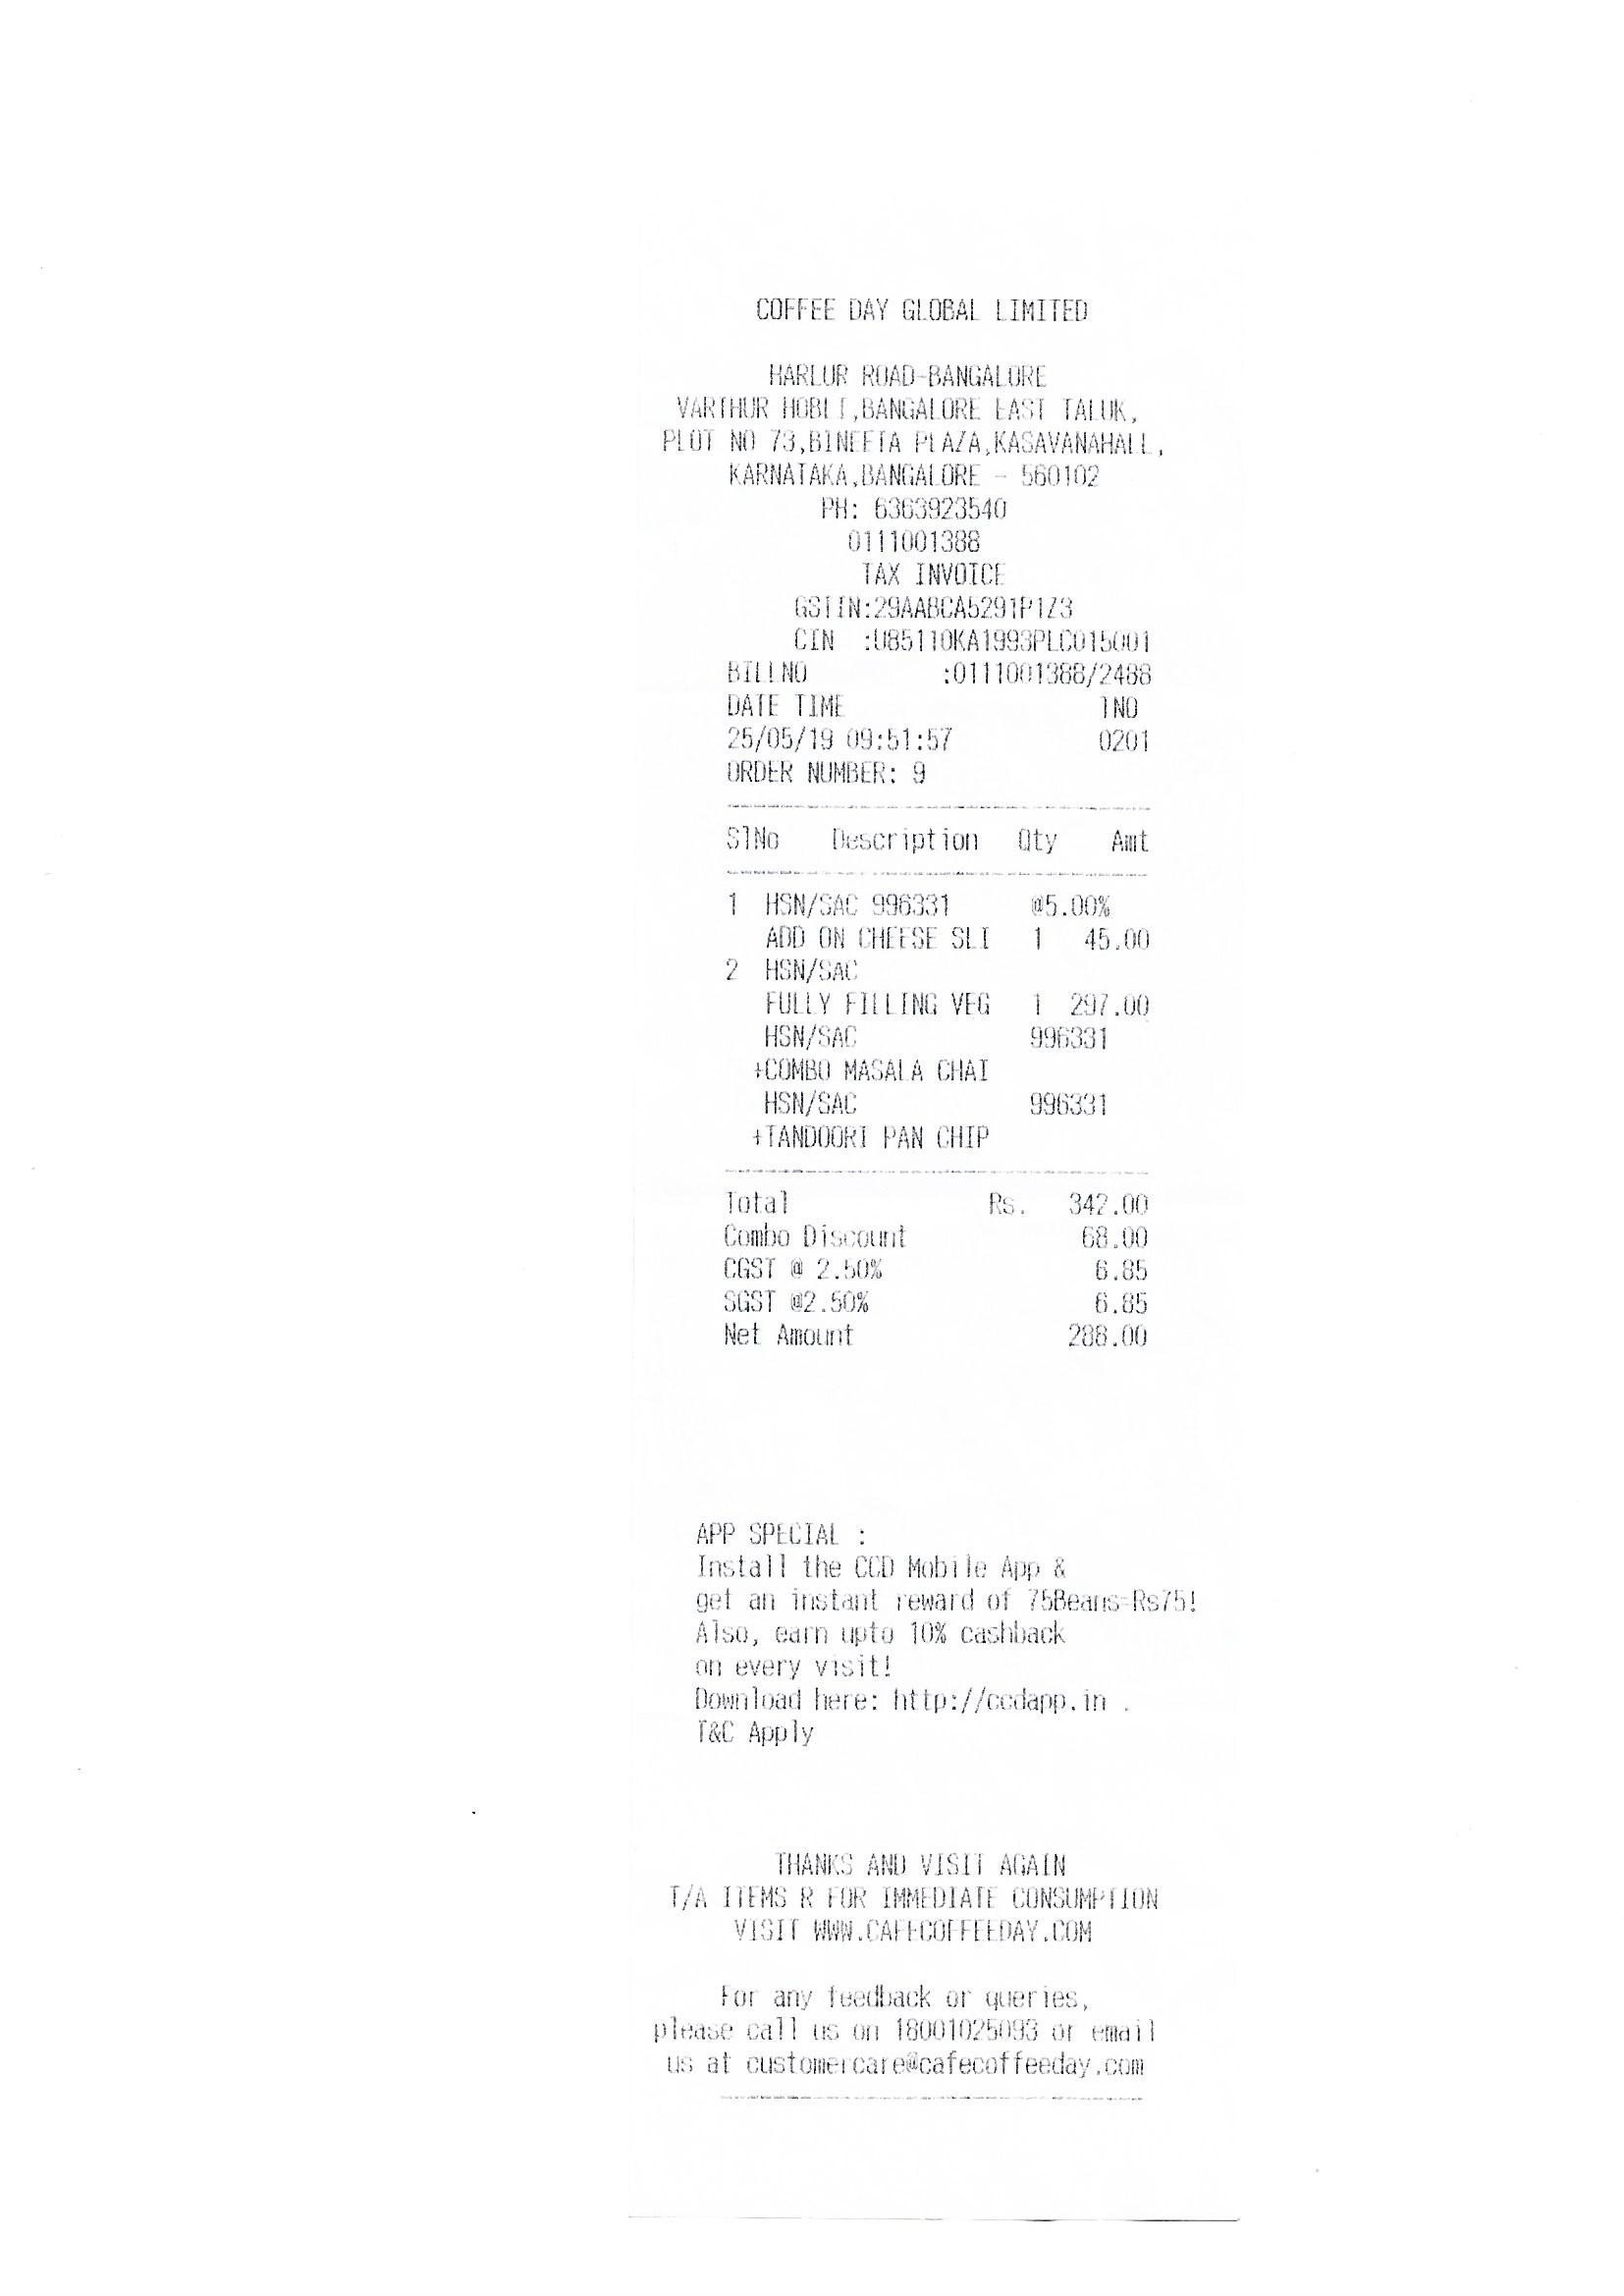 COFFEE DAY GLOBAL LIMITED
HARLUR ROAD-BANGALORE
VARTHUR HOBLI,BANGALORE EAST TALUK,
PLOT NO 73,BINEETA PLAZA,KASAVANAHALL,
KARNATAKA,BANGALORE - 560102
PH: 6363923540
0111001388
TAX INVOICE
GSTIN:29AABCA5291P1Z3
CIN :U85110KA1993PLC015001
BILLNO :0111001388/2488
DATE TIME TNO
25/05/19 09:51:57 0201
ORDER NUMBER: 9
SlNo Description Qty Amt
1 HSN/SAC 996331 @5.00%
ADD ON CHEESE SLI 1 45.00
2 HSN/SAC
FULLY FILLING VEG 1 297.00
HSN/SAC 996331
+COMBO MASALA CHAI
HSN/SAC 996331
+TANDOORI PAN CHIP
Total Rs. 342.00
Combo Discount 68.00
CGST @ 2.50% 6.85
SGST @2.50% 6.85
Net Amount 288.00
APP SPECIAL :
Install the CCD Mobile App &
get an instant reward of 75Beans=Rs75!
Also, earn upto 10% cashback
on every visit!
Download here: http://ccdapp.in .
T&C Apply
THANKS AND VISIT AGAIN
T/A ITEMS R FOR IMMEDIATE CONSUMPTION
VISIT WWW.CAFECOFFEEDAY.COM
For any feedback or queries,
please call us on 18001025093 or email
us at customercare@cafecoffeeday.com